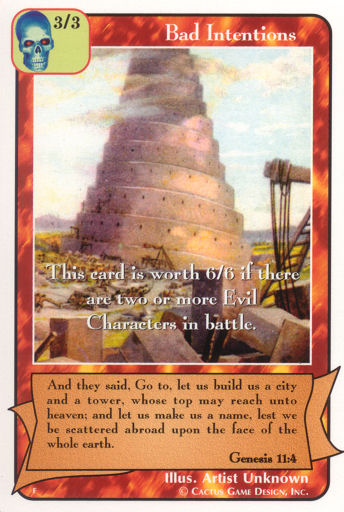 3/3
Bad Intentions
This card is worth 6/6 if there
are two or more Evil
Characters in battle.
And they said, Go to, let us build us a city
and a tower, whose top may reach unto
heaven; and let us make us a name, lest we
be scattered abroad upon the face of the
whole earth.
Genesis 11:4
Illus. Artist Unknown
F
© Cactus Game Design, Inc.